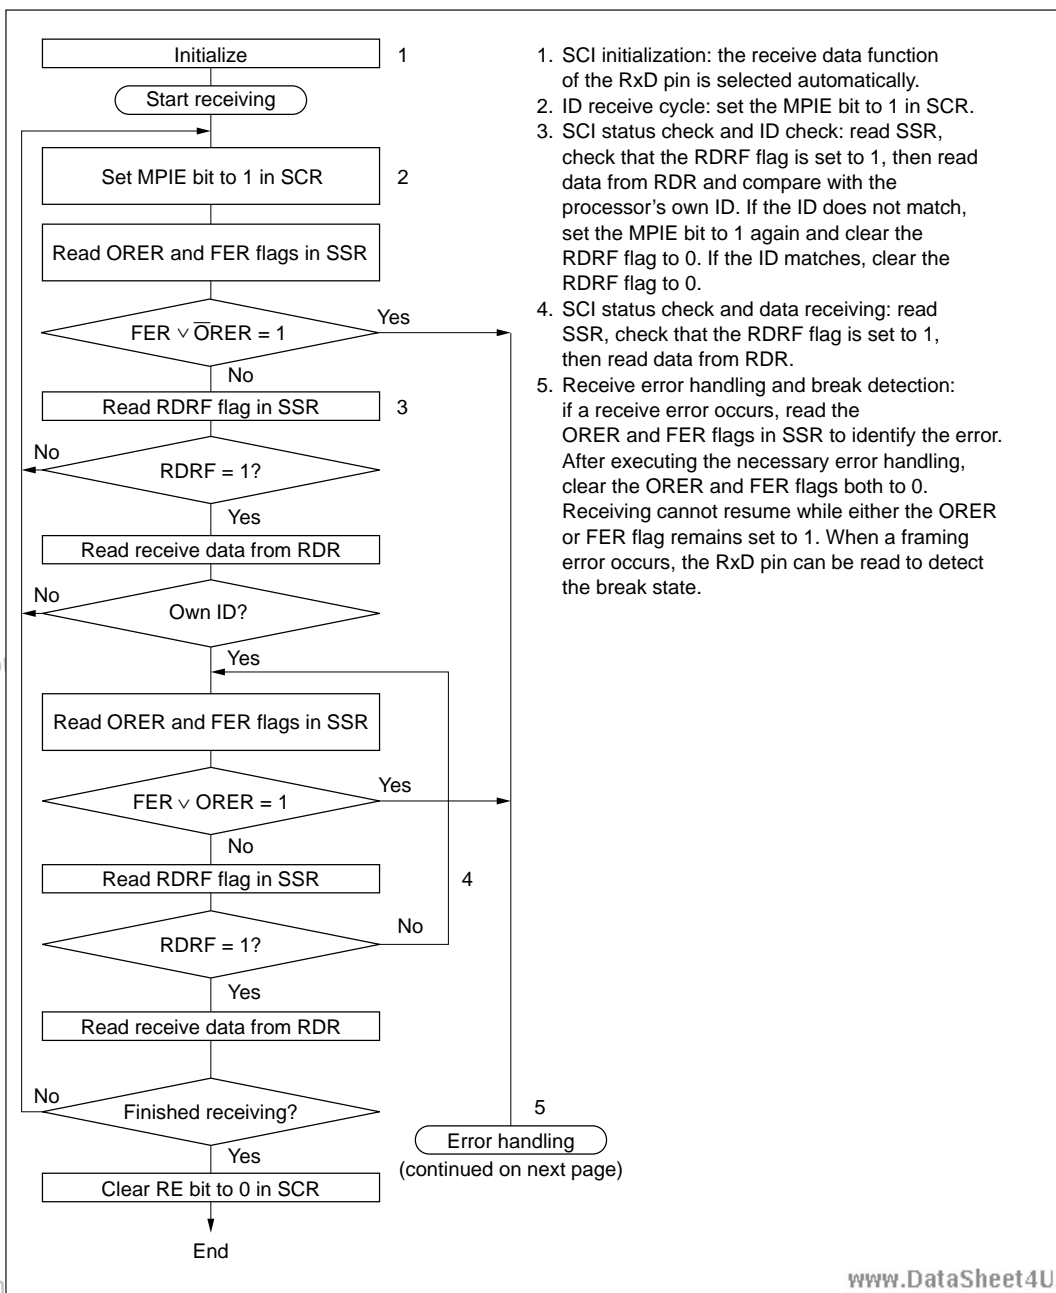 Initialize 1
Start receiving
Set MPIE bit to 1 in SCR 2
Read ORER and FER flags in SSR
FER ∨ O̅RER = 1
Yes
No
Read RDRF flag in SSR 3
No
RDRF = 1?
Yes
Read receive data from RDR
No
Own ID?
Yes
Read ORER and FER flags in SSR
FER ∨ ORER = 1
Yes
No
Read RDRF flag in SSR 4
RDRF = 1?
No
Yes
Read receive data from RDR
No
Finished receiving?
Yes
Clear RE bit to 0 in SCR
End
5
Error handling
(continued on next page)
1. SCI initialization: the receive data function
of the RxD pin is selected automatically.
2. ID receive cycle: set the MPIE bit to 1 in SCR.
3. SCI status check and ID check: read SSR,
check that the RDRF flag is set to 1, then read
data from RDR and compare with the
processor's own ID. If the ID does not match,
set the MPIE bit to 1 again and clear the
RDRF flag to 0. If the ID matches, clear the
RDRF flag to 0.
4. SCI status check and data receiving: read
SSR, check that the RDRF flag is set to 1,
then read data from RDR.
5. Receive error handling and break detection:
if a receive error occurs, read the
ORER and FER flags in SSR to identify the error.
After executing the necessary error handling,
clear the ORER and FER flags both to 0.
Receiving cannot resume while either the ORER
or FER flag remains set to 1. When a framing
error occurs, the RxD pin can be read to detect
the break state.
www.DataSheet4U